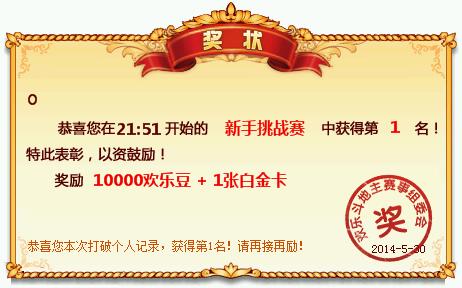 奖 状
O
恭喜您在21:51开始的 新手挑战赛 中获得第 1 名！
特此表彰，以资鼓励！
奖励 10000欢乐豆 + 1张白金卡
欢乐斗地主赛事组委会
奖
2014-5-30
恭喜您本次打破个人记录，获得第1名！请再接再励！